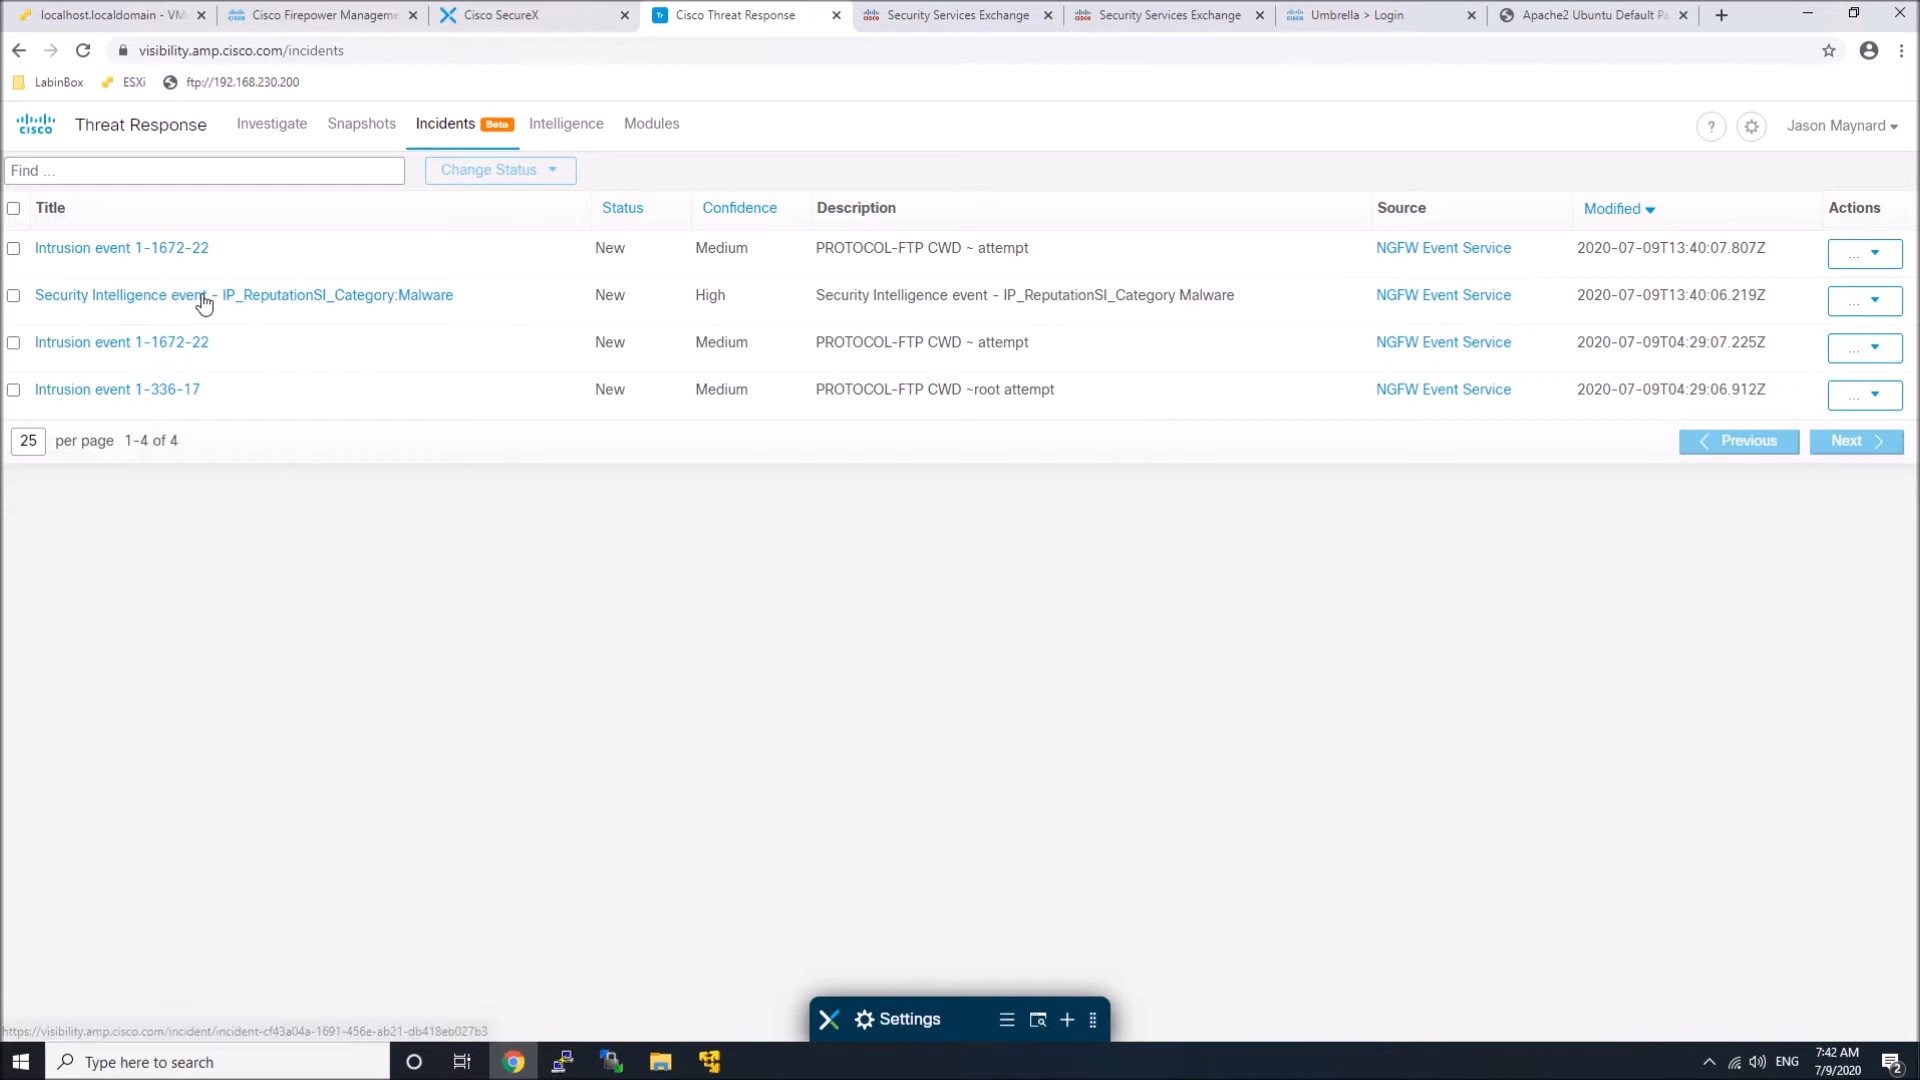 localhost.localdomain - VM
Cisco Firepower Manageme
Cisco SecureX
Tr Cisco Threat Response
Security Services Exchange
Security Services Exchange
Umbrella > Login
Apache2 Ubuntu Default Pa
visibility.amp.cisco.com/incidents
LabinBox ESXi ftp://192.168.230.200
CISCO Threat Response Investigate Snapshots Incidents Beta Intelligence Modules ? Jason Maynard
Find ... Change Status
Title Status Confidence Description Source Modified Actions
Intrusion event 1-1672-22 New Medium PROTOCOL-FTP CWD ~ attempt NGFW Event Service 2020-07-09T13:40:07.807Z ...
Security Intelligence event - IP_ReputationSI_Category:Malware New High Security Intelligence event - IP_ReputationSI_Category Malware NGFW Event Service 2020-07-09T13:40:06.219Z ...
Intrusion event 1-1672-22 New Medium PROTOCOL-FTP CWD ~ attempt NGFW Event Service 2020-07-09T04:29:07.225Z ...
Intrusion event 1-336-17 New Medium PROTOCOL-FTP CWD ~root attempt NGFW Event Service 2020-07-09T04:29:06.912Z ...
25 per page 1-4 of 4 Previous Next
Settings
https://visibility.amp.cisco.com/incident/incident-cf43a04a-1691-456e-ab21-db418eb027b3
Type here to search ENG 7:42 AM
7/9/2020 2